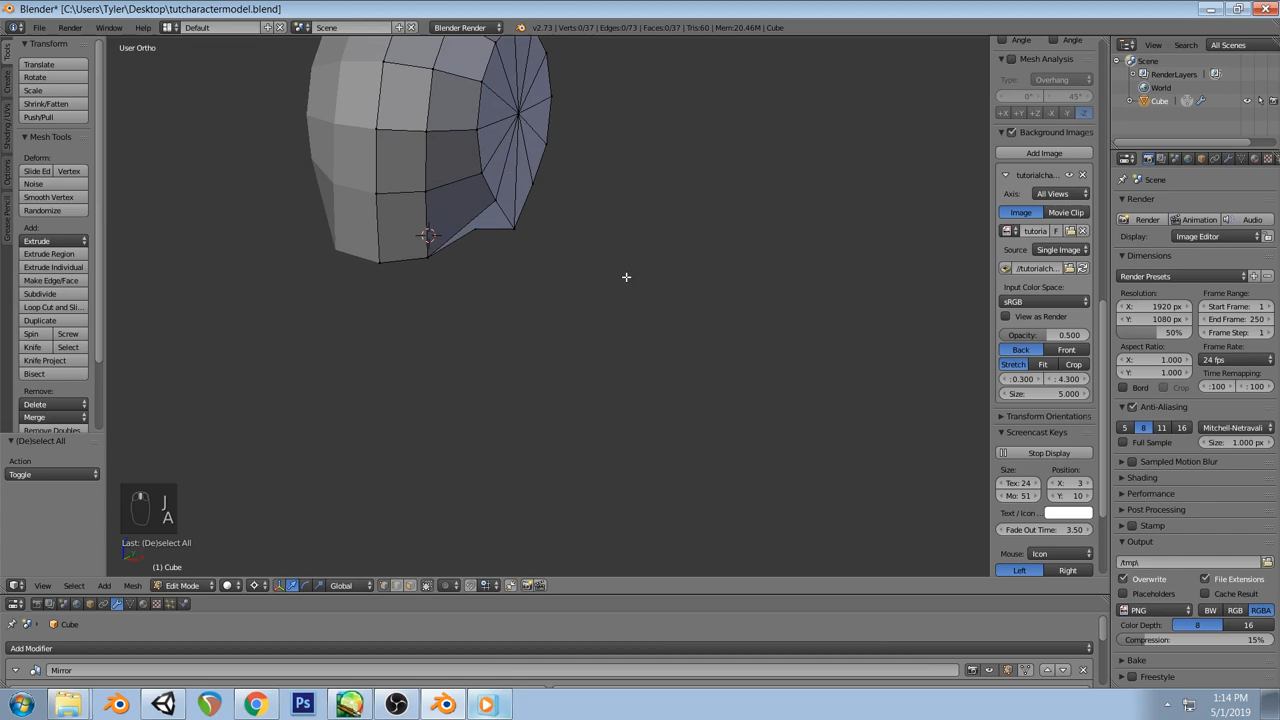 Blender* [C:\Users\Tyler\Desktop\tutcharactermodel.blend]
File Render Window Help Default Scene Blender Render v2.73 | Verts:0/37 | Edges:0/73 | Faces:0/37 | Tris:60 | Mem:20.46M | Cube
User Ortho
Tools
Create
Shading / UVs
Options
Grease Pencil
Transform
Translate
Rotate
Scale
Shrink/Fatten
Push/Pull
Mesh Tools
Deform:
Slide Ed Vertex
Noise
Smooth Vertex
Randomize
Add:
Extrude
Extrude Region
Extrude Individual
Make Edge/Face
Subdivide
Loop Cut and Sli...
Duplicate
Spin Screw
Knife Select
Knife Project
Bisect
Remove:
Delete
Merge
Remove Doubles
(De)select All
Action
Toggle
J
A
Last: (De)select All
(1) Cube
Angle Angle
Mesh Analysis
Type: Overhang
0° 45°
+X +Y +Z -X -Y -Z
Background Images
Add Image
tutorialcha...
Axis: All Views
Image Movie Clip
tutoria F
Source Single Image
//tutorialch...
Input Color Space:
sRGB
View as Render
Opacity: 0.500
Back Front
Stretch Fit Crop
:0.300 : 4.300
Size: 5.000
Transform Orientations
Screencast Keys
Stop Display
Size: Position:
Tex: 24 X: 3
Mo: 51 Y: 10
Text / Icon ...
Fade Out Time: 3.50
Mouse: Icon
Left Right
View Search All Scenes
Scene
RenderLayers
World
Cube
Scene
Render
Render Animation Audio
Display: Image Editor
Dimensions
Render Presets
Resolution: Frame Range:
X: 1920 px Start Frame: 1
Y: 1080 px End Frame: 250
50% Frame Step: 1
Aspect Ratio: Frame Rate:
X: 1.000 24 fps
Y: 1.000 Time Remapping:
Bord Crop :100 : 100
Anti-Aliasing
5 8 11 16 Mitchell-Netravali
Full Sample Size: 1.000 px
Sampled Motion Blur
Shading
Performance
Post Processing
Stamp
Output
/tmp\
Overwrite File Extensions
Placeholders Cache Result
PNG BW RGB RGBA
Color Depth: 8 16
Compression: 15%
Bake
Freestyle
View Select Add Mesh Edit Mode Global
Cube
Add Modifier
Mirror
Ps
1:14 PM
5/1/2019